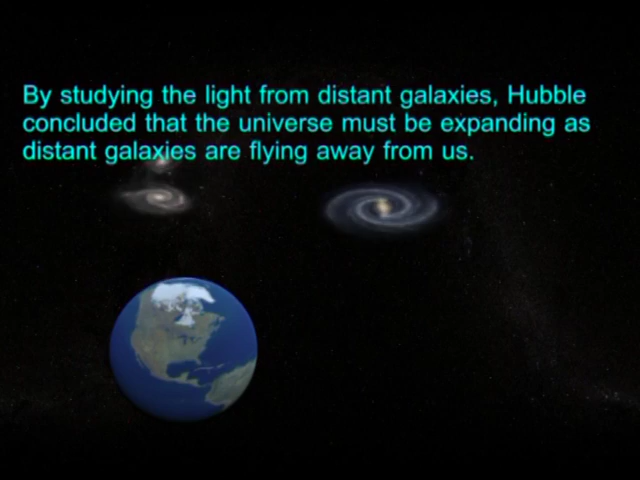 By studying the light from distant galaxies, Hubble
concluded that the universe must be expanding as
distant galaxies are flying away from us.